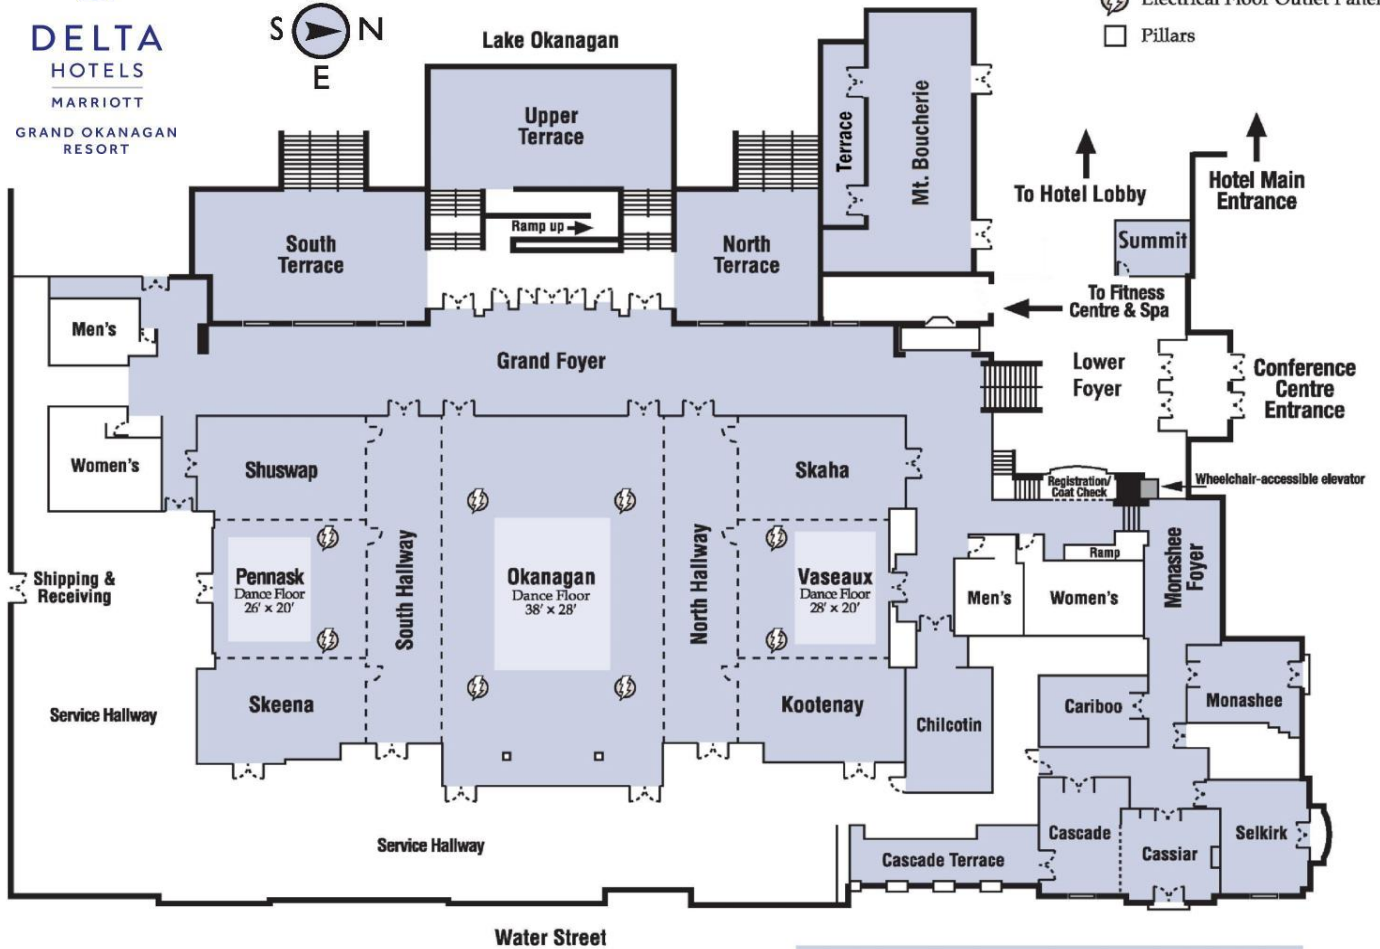 DELTA
HOTELS
MARRIOTT
GRAND OKANAGAN
RESORT
S N
E
Electrical Floor Outlet Panel
Pillars
Lake Okanagan
Upper
Terrace
Terrace
Mt. Boucherie
To Hotel Lobby
Hotel Main
Entrance
Summit
Ramp up
South
Terrace
North
Terrace
To Fitness
Centre & Spa
Men's
Grand Foyer
Lower
Foyer
Conference
Centre
Entrance
Women's
Shuswap
Skaha
Registration/
Coat Check
Wheelchair-accessible elevator
South Hallway
North Hallway
Ramp
Monashee
Foyer
Shipping &
Receiving
Pennask
Dance Floor
26' × 20'
Okanagan
Dance Floor
38' × 28'
Vaseaux
Dance Floor
28' × 20'
Men's
Women's
Service Hallway
Skeena
Kootenay
Chilcotin
Cariboo
Monashee
Service Hallway
Cascade Terrace
Cascade
Cassiar
Selkirk
Water Street